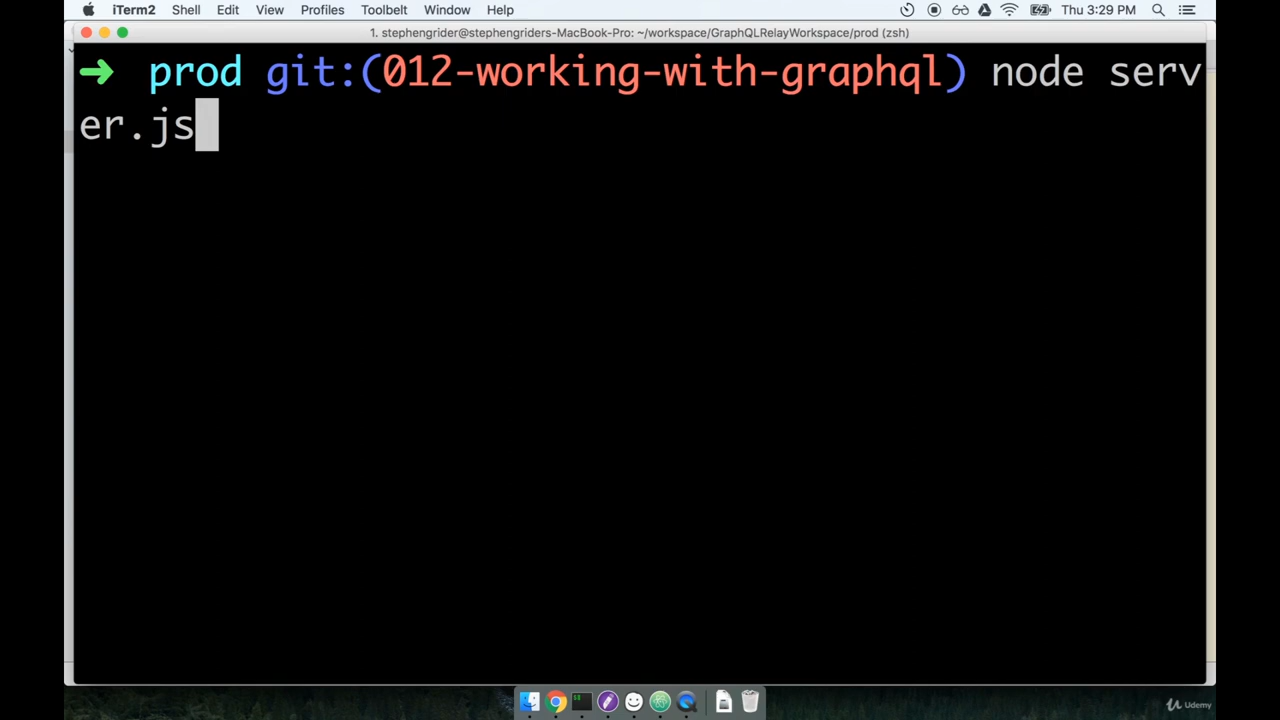 iTerm2 Shell Edit View Profiles Toolbelt Window Help Thu 3:29 PM
1. stephengrider@stephengriders-MacBook-Pro: ~/workspace/GraphQLRelayWorkspace/prod (zsh)
➜ prod git:(012-working-with-graphql) node serv
er.js
Udemy